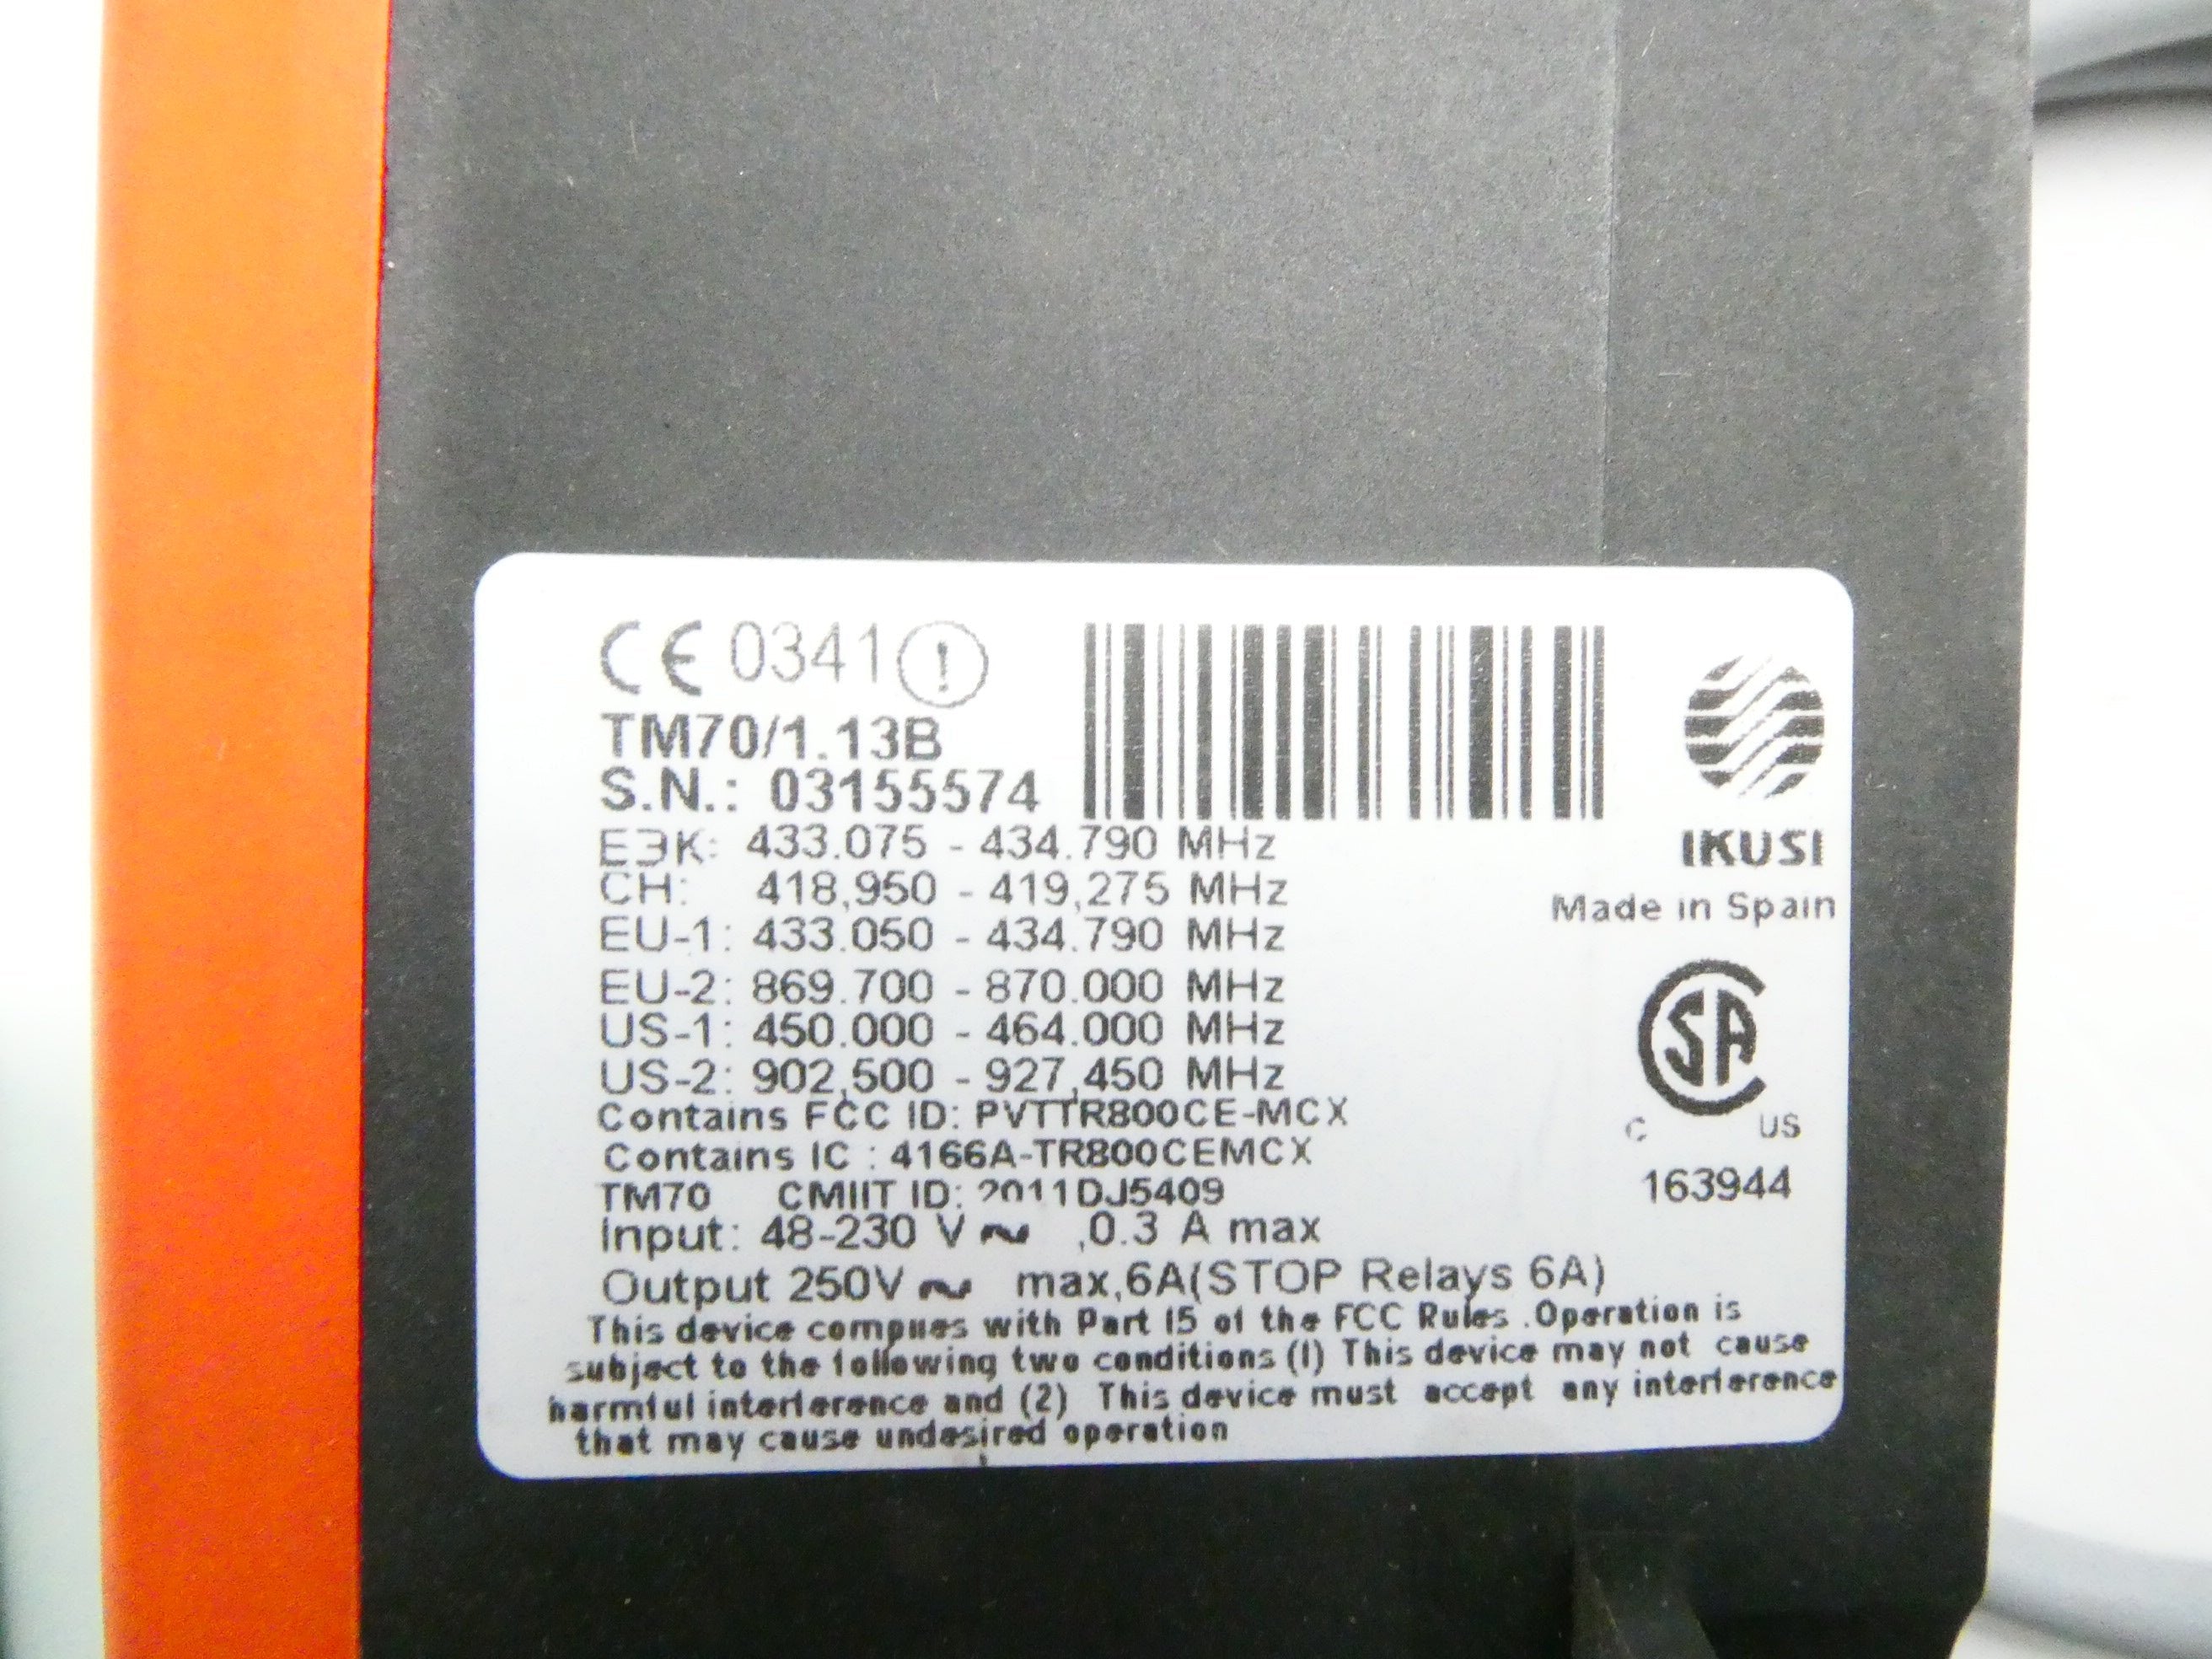 CE 0341 !
TM70/1.13B
S.N.: 03155574
ЕЭК: 433.075 - 434.790 MHz
CH: 418,950 - 419,275 MHz
EU-1: 433.050 - 434.790 MHz
EU-2: 869.700 - 870.000 MHz
US-1: 450.000 - 464.000 MHz
US-2: 902,500 - 927,450 MHz
Contains FCC ID: PVTTR800CE-MCX
Contains IC : 4166A-TR800CEMCX
TM70 CMIIT ID: 2011DJ5409
Input: 48-230 V ~ ,0.3 A max
Output 250V ~ max,6A(STOP Relays 6A)
This device complies with Part 15 of the FCC Rules .Operation is
subject to the following two conditions (1) This device may not cause
harmful interference and (2) This device must accept any interference
that may cause undesired operation
IKUSI
Made in Spain
CSA
C US
163944